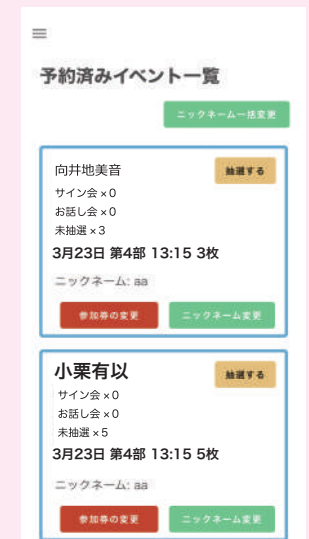 予約済みイベント一覧
ニックネーム一括変更
向井地美音
抽選する
サイン会×0
お話し会×0
未抽選×3
3月23日 第4部 13:15 3枚
ニックネーム: aa
参加券の変更
ニックネーム変更
小栗有以
抽選する
サイン会×0
お話し会×0
未抽選×5
3月23日 第4部 13:15 5枚
ニックネーム: aa
参加券の変更
ニックネーム変更